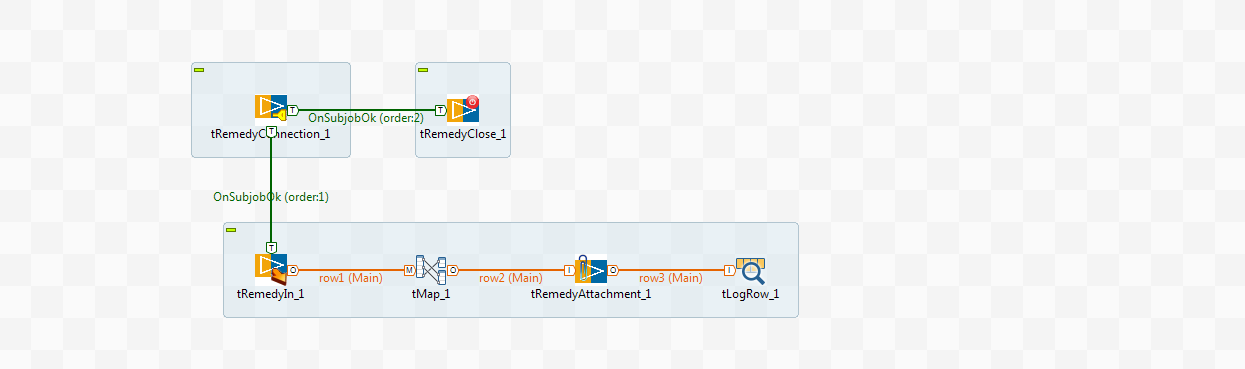 T
T
OnSubjobOk (order:2)
tRemedyConnection_1
tRemedyClose_1
T
OnSubjobOk (order:1)
T
O
row1 (Main)
M
O
row2 (Main)
I
O
row3 (Main)
I
tRemedyIn_1
tMap_1
tRemedyAttachment_1
tLogRow_1